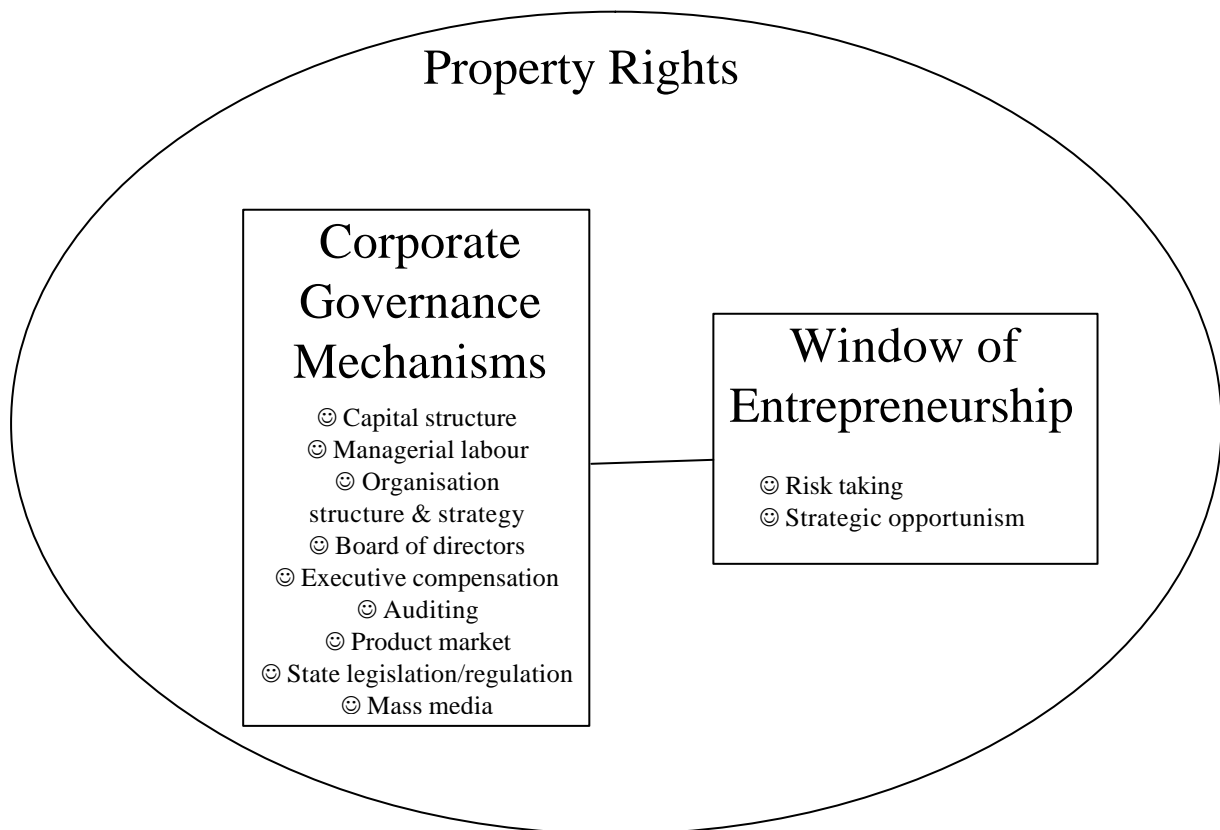 Property Rights
Corporate
Governance
Mechanisms
☺ Capital structure
☺ Managerial labour
☺ Organisation
structure & strategy
☺ Board of directors
☺ Executive compensation
☺ Auditing
☺ Product market
☺ State legislation/regulation
☺ Mass media
Window of
Entrepreneurship
☺ Risk taking
☺ Strategic opportunism